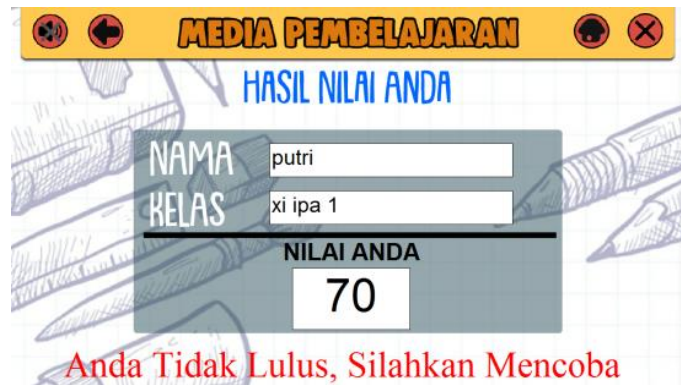 MEDIA PEMBELAJARAN
HASIL NILAI ANDA
NAMA putri
KELAS xi ipa 1
NILAI ANDA
70
Anda Tidak Lulus, Silahkan Mencoba